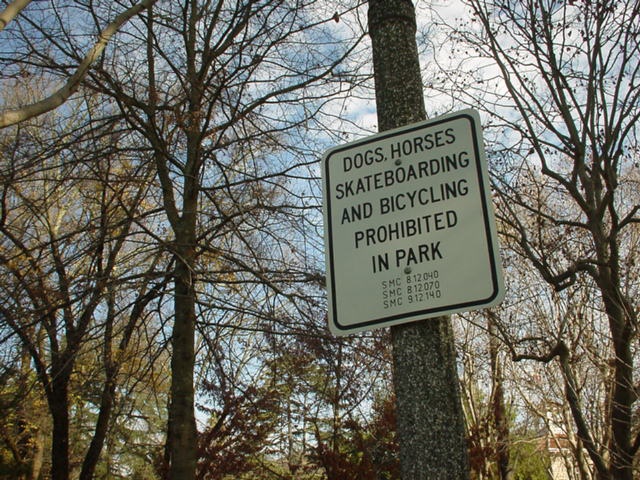 DOGS, HORSES
SKATEBOARDING
AND BICYCLING
PROHIBITED
IN PARK
SMC 8.12.040
SMC 8.12.070
SMC 9.12.140